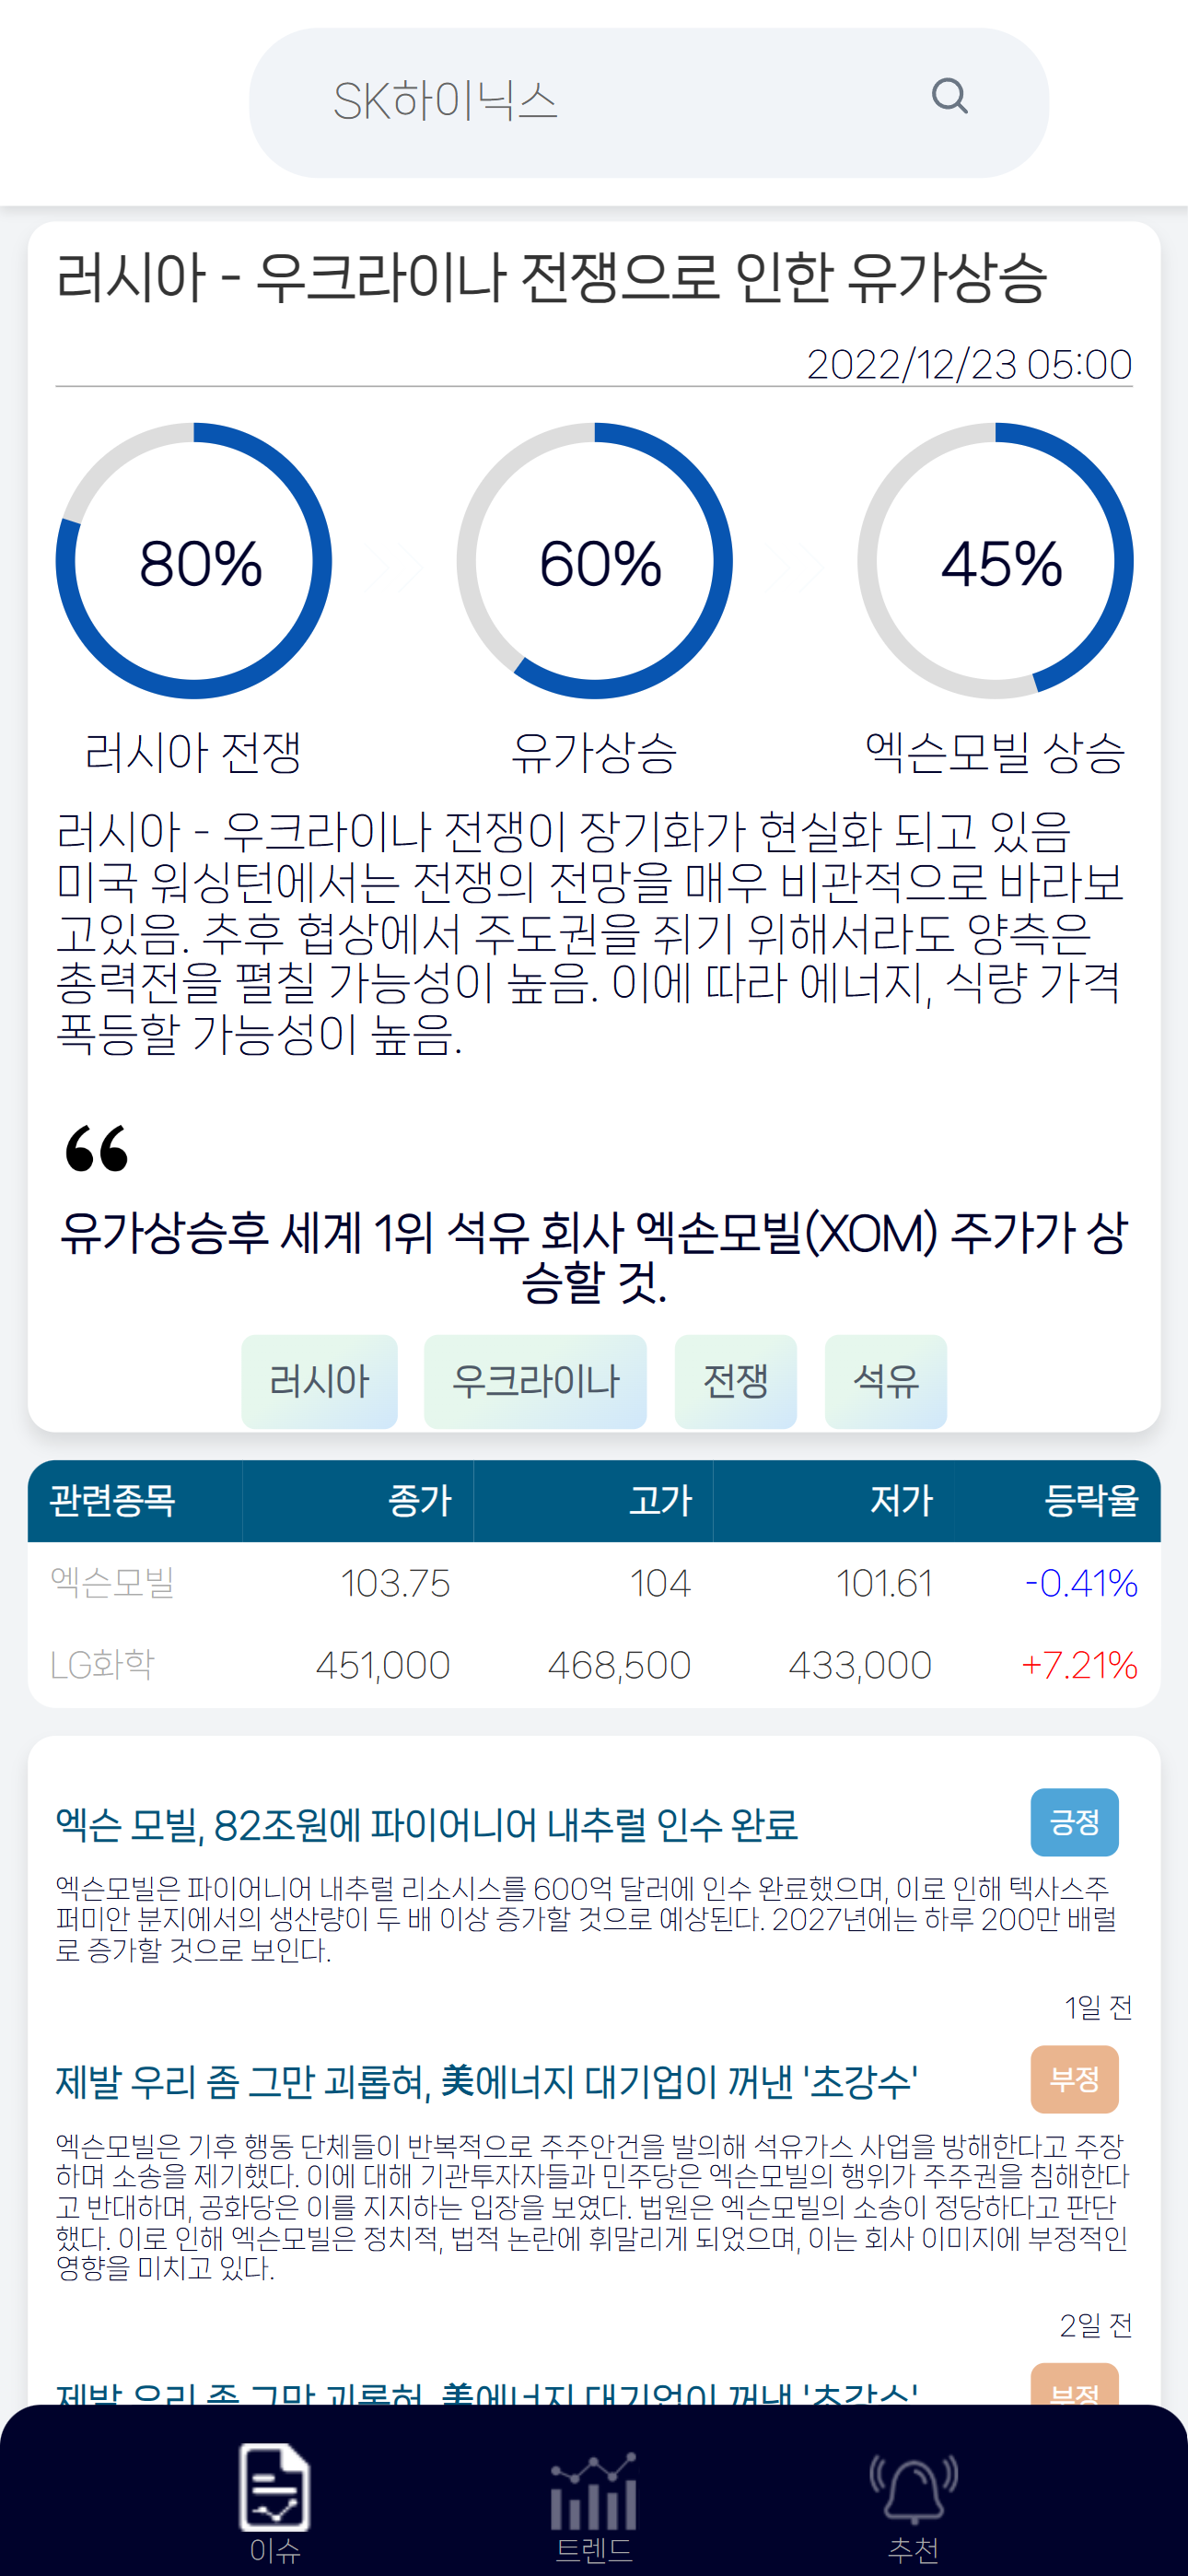 SK하이닉스
러시아 - 우크라이나 전쟁으로 인한 유가상승
2022/12/23 05:00
80%
60%
45%
러시아 전쟁
유가상승
엑슨모빌 상승
러시아 - 우크라이나 전쟁이 장기화가 현실화 되고 있음
미국 워싱턴에서는 전쟁의 전망을 매우 비관적으로 바라보
고있음. 추후 협상에서 주도권을 쥐기 위해서라도 양측은
총력전을 펼칠 가능성이 높음. 이에 따라 에너지, 식량 가격
폭등할 가능성이 높음.
“
유가상승후 세계 1위 석유 회사 엑손모빌(XOM) 주가가 상
승할 것.
러시아 우크라이나 전쟁 석유
관련종목 종가 고가 저가 등락율
엑슨모빌 103.75 104 101.61 -0.41%
LG화학 451,000 468,500 433,000 +7.21%
엑슨 모빌, 82조원에 파이어니어 내추럴 인수 완료
긍정
엑슨모빌은 파이어니어 내추럴 리소시스를 600억 달러에 인수 완료했으며, 이로 인해 텍사스주
퍼미안 분지에서의 생산량이 두 배 이상 증가할 것으로 예상된다. 2027년에는 하루 200만 배럴
로 증가할 것으로 보인다.
1일 전
제발 우리 좀 그만 괴롭혀, 美에너지 대기업이 꺼낸 '초강수'
부정
엑슨모빌은 기후 행동 단체들이 반복적으로 주주안건을 발의해 석유가스 사업을 방해한다고 주장
하며 소송을 제기했다. 이에 대해 기관투자자들과 민주당은 엑슨모빌의 행위가 주주권을 침해한다
고 반대하며, 공화당은 이를 지지하는 입장을 보였다. 법원은 엑슨모빌의 소송이 정당하다고 판단
했다. 이로 인해 엑슨모빌은 정치적, 법적 논란에 휘말리게 되었으며, 이는 회사 이미지에 부정적인
영향을 미치고 있다.
2일 전
제발 우리 좀 그만 괴롭혀, 美에너지 대기업이 꺼낸 '초강수'
부정
이슈
트렌드
추천